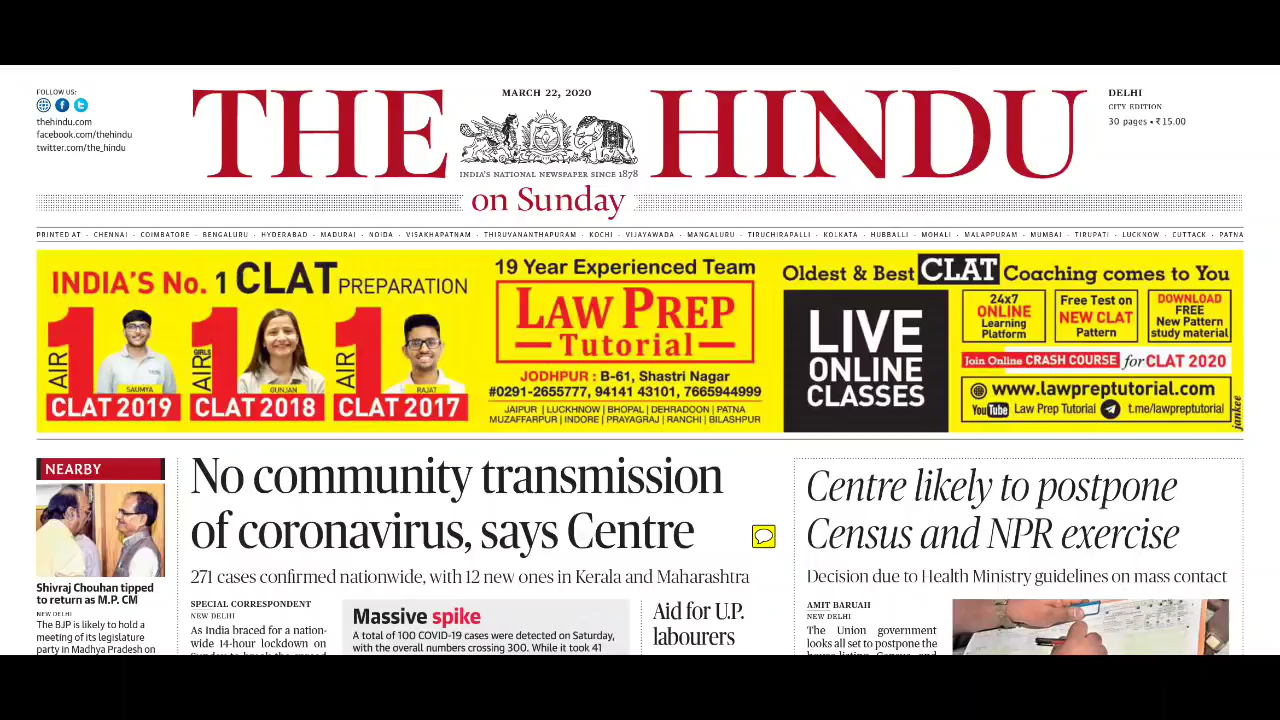 FOLLOW US:
thehindu.com
facebook.com/thehindu
twitter.com/the_hindu
THE HINDU
MARCH 22, 2020
INDIA'S NATIONAL NEWSPAPER SINCE 1878
on Sunday
DELHI
CITY EDITION
30 pages • ₹15.00
PRINTED AT · CHENNAI · COIMBATORE · BENGALURU · HYDERABAD · MADURAI · NOIDA · VISAKHAPATNAM · THIRUVANANTHAPURAM · KOCHI · VIJAYAWADA · MANGALURU · TIRUCHIRAPALLI · KOLKATA · HUBBALLI · MOHALI · MALAPPURAM · MUMBAI · TIRUPATI · LUCKNOW · CUTTACK · PATNA
INDIA'S No. 1 CLAT PREPARATION
AIR 1
SAUMYA
CLAT 2019
GIRLS AIR 1
GUNJAN
CLAT 2018
AIR 1
RAJAT
CLAT 2017
19 Year Experienced Team
LAW PREP
Tutorial
JODHPUR : B-61, Shastri Nagar
#0291-2655777, 94141 43101, 7665944999
JAIPUR | LUCKHNOW | BHOPAL | DEHRADOON | PATNA
MUZAFFARPUR | INDORE | PRAYAGRAJ | RANCHI | BILASHPUR
Oldest & Best CLAT Coaching comes to You
LIVE
ONLINE
CLASSES
24x7
ONLINE
Learning
Platform
Free Test on
NEW CLAT
Pattern
DOWNLOAD
FREE
New Pattern
study material
Join Online CRASH COURSE for CLAT 2020
www.lawpreptutorial.com
YouTube Law Prep Tutorial t.me/lawpreptutorial
jankee
NEARBY
Shivraj Chouhan tipped
to return as M.P. CM
NEW DELHI
The BJP is likely to hold a
meeting of its legislature
party in Madhya Pradesh on
No community transmission
of coronavirus, says Centre
271 cases confirmed nationwide, with 12 new ones in Kerala and Maharashtra
SPECIAL CORRESPONDENT
NEW DELHI
As India braced for a nation-
wide 14-hour lockdown on
Massive spike
A total of 100 COVID-19 cases were detected on Saturday,
with the overall numbers crossing 300. While it took 41
Aid for U.P.
labourers
Centre likely to postpone
Census and NPR exercise
Decision due to Health Ministry guidelines on mass contact
AMIT BARUAH
NEW DELHI
The Union government
looks all set to postpone the